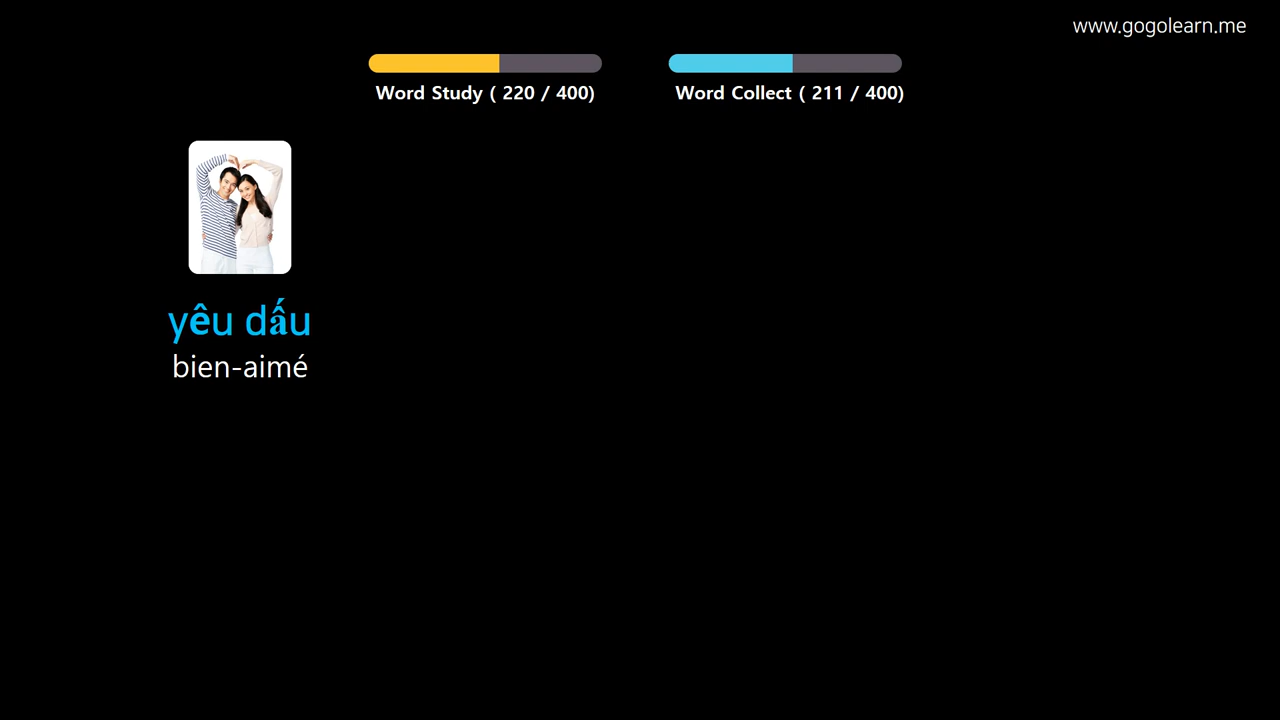 www.gogolearn.me
Word Study ( 220 / 400)
Word Collect ( 211 / 400)
yêu dấu
bien-aimé